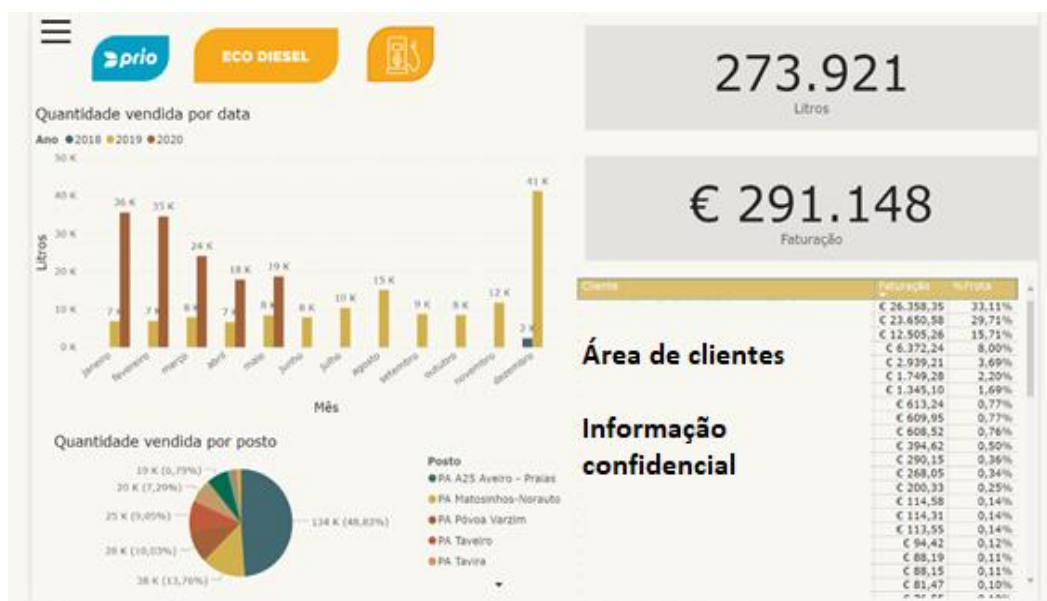 prio
ECO DIESEL
273.921
Litros
Quantidade vendida por data
Ano 2018 2019 2020
50 K
40 K
30 K
20 K
10 K
0 K
Litros
36 K
35 K
24 K
18 K
19 K
7
7
8
7
8 K
8 K
10 K
15 K
9 K
8 K
12 K
41 K
janeiro
fevereiro
março
abril
maio
junho
julho
agosto
setembro
outubro
novembro
dezembro
Mês
€ 291.148
Faturação
Cliente Faturação %Frota
€ 26.358,35 33,11%
€ 23.650,58 29,71%
€ 12.505,26 15,71%
€ 6.372,24 8,00%
€ 2.939,21 3,69%
€ 1.749,28 2,20%
€ 1.345,10 1,69%
€ 613,24 0,77%
€ 609,95 0,77%
€ 608,52 0,76%
€ 394,62 0,50%
€ 290,15 0,36%
€ 268,05 0,34%
€ 200,33 0,25%
€ 114,58 0,14%
€ 114,31 0,14%
€ 113,55 0,14%
€ 94,42 0,12%
€ 88,19 0,11%
€ 88,15 0,11%
€ 81,47 0,10%
Área de clientes
Informação
confidencial
Quantidade vendida por posto
19 K (6,79%)
20 K (7,29%)
25 K (9,05%)
28 K (10,03%)
38 K (13,76%)
134 K (48,83%)
Posto
PA A25 Aveiro - Praias
PA Matosinhos-Norauto
PA Póvoa Varzim
PA Taveiro
PA Tavira